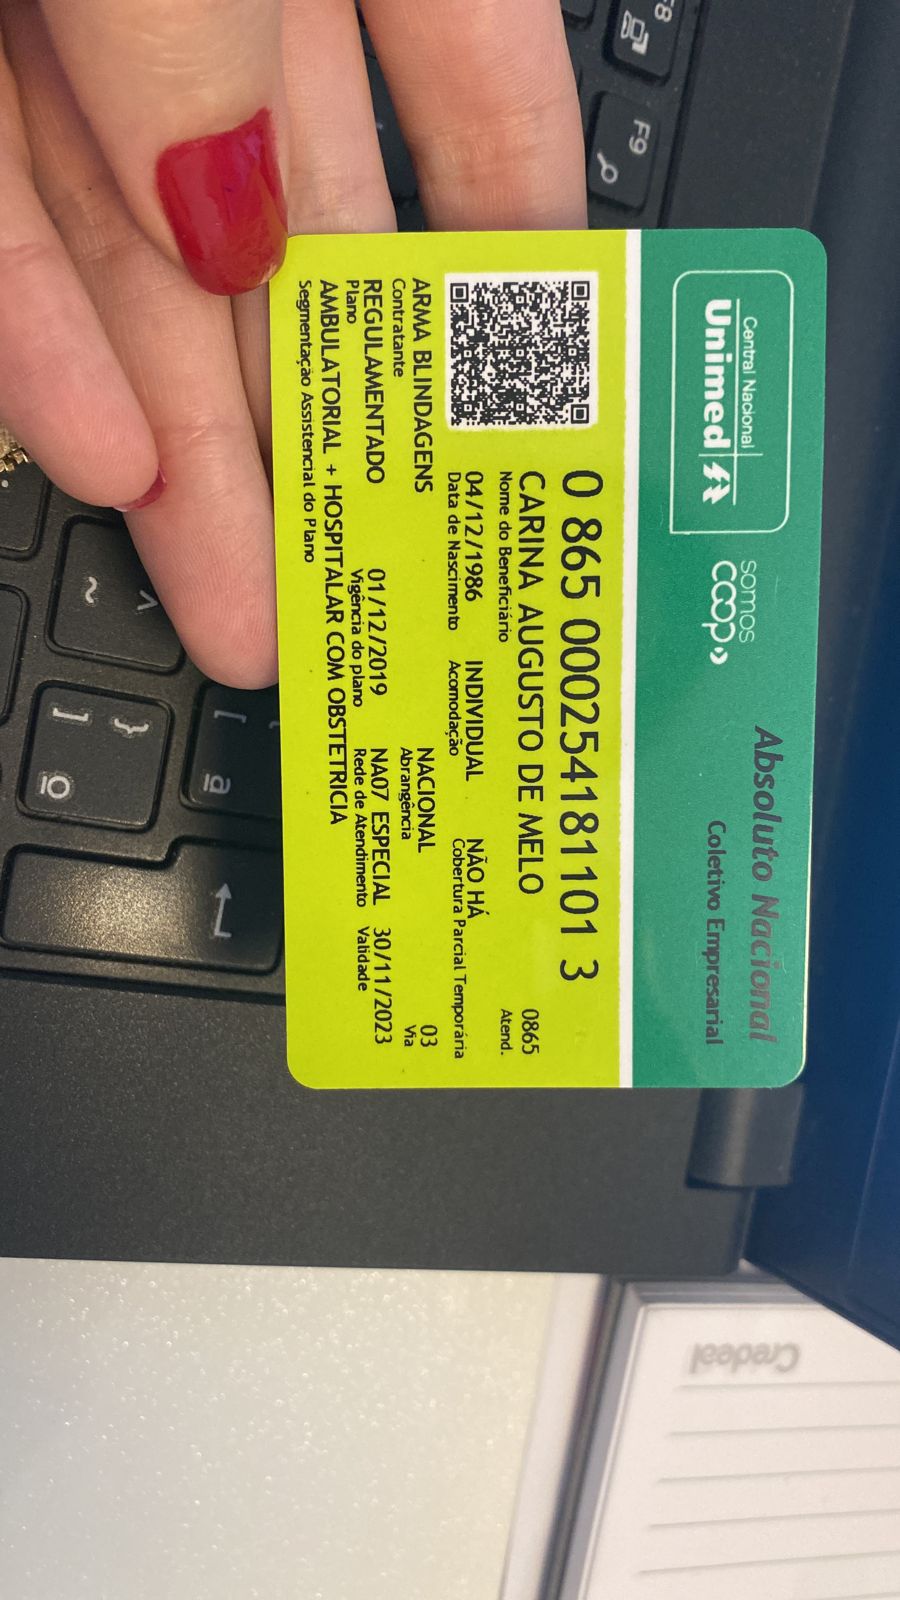 Central Nacional
Unimed
somos
coop
Absoluto Nacional
Coletivo Empresarial
0 865 000254181101 3
CARINA AUGUSTO DE MELO
Nome do Beneficiário
0865
Atend.
04/12/1986
Data de Nascimento
INDIVIDUAL
Acomodação
NÃO HÁ
Cobertura Parcial Temporária
ARMA BLINDAGENS
Contratante
NACIONAL
Abrangência
03
Via
REGULAMENTADO
Plano
01/12/2019
Vigência do plano
NA07 ESPECIAL
Rede de Atendimento
30/11/2023
Validade
AMBULATORIAL + HOSPITALAR COM OBSTETRICIA
Segmentação Assistencial do Plano
F8
F9
^
~
}
]
º
[
ª
Credeal